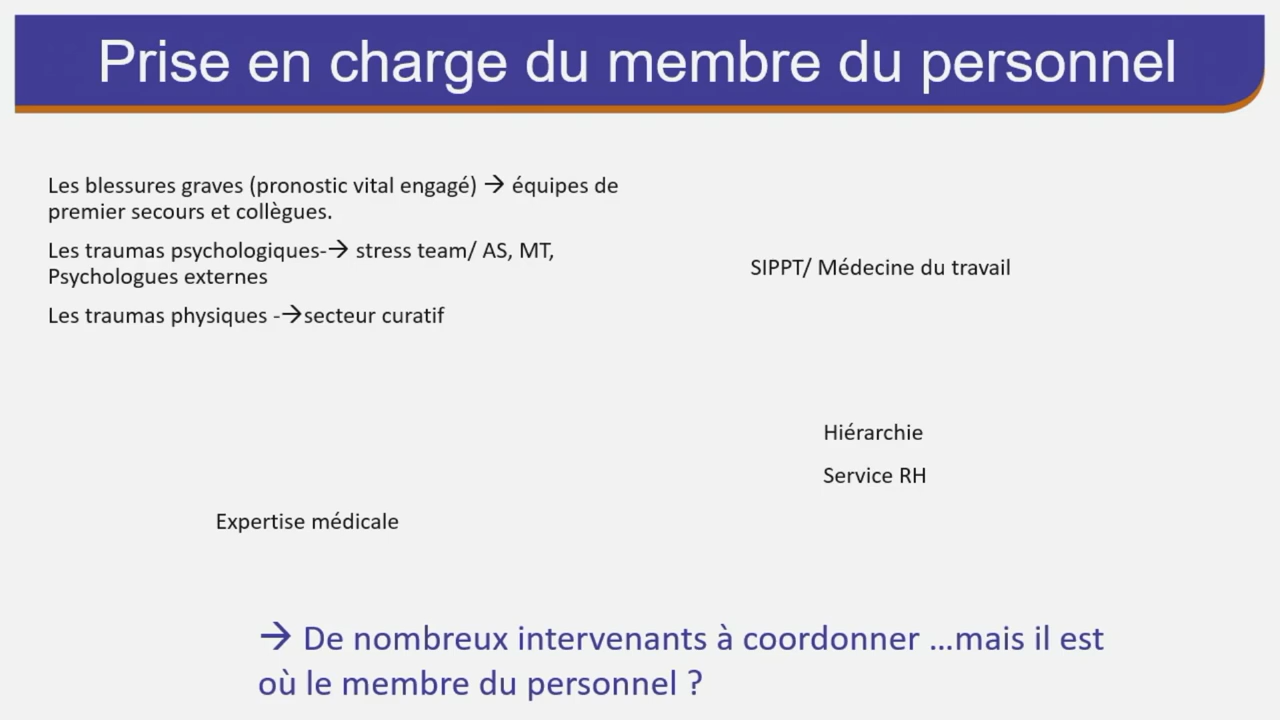 Prise en charge du membre du personnel
Les blessures graves (pronostic vital engagé) → équipes de
premier secours et collègues.
Les traumas psychologiques-→ stress team/ AS, MT,
Psychologues externes
Les traumas physiques -→secteur curatif
SIPPT/ Médecine du travail
Hiérarchie
Service RH
Expertise médicale
→ De nombreux intervenants à coordonner ...mais il est
où le membre du personnel ?